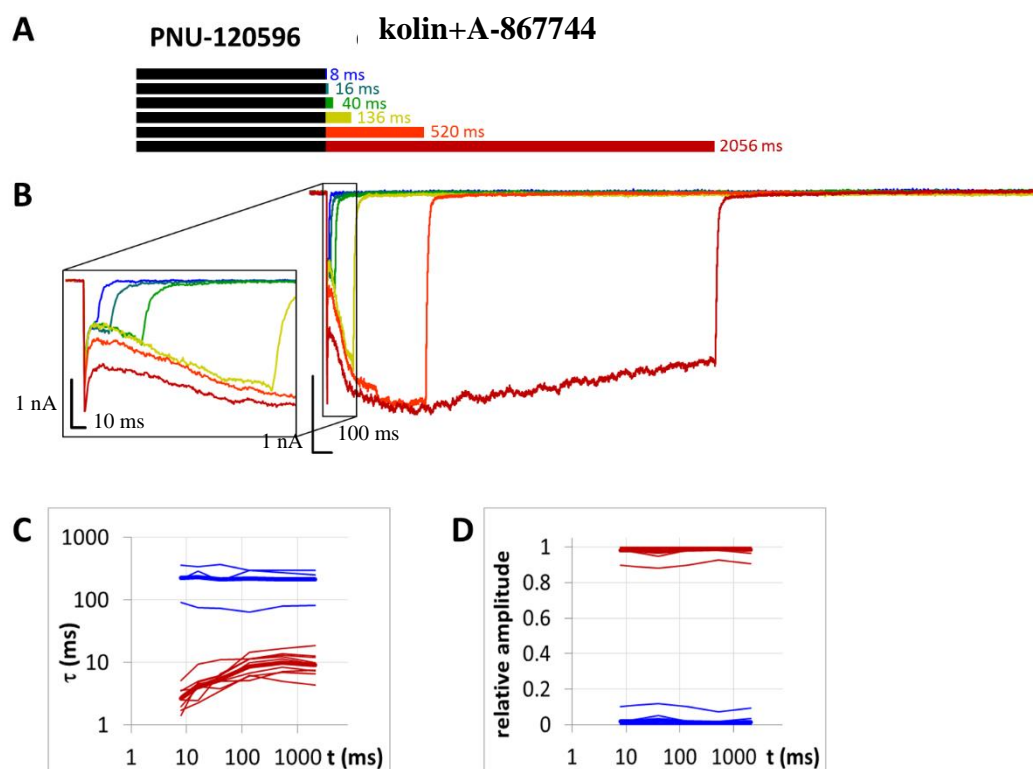 A
PNU-120596
kolin+A-867744
8 ms
16 ms
40 ms
136 ms
520 ms
2056 ms
B
1 nA
10 ms
1 nA
100 ms
C
1000
100
10
1
τ (ms)
1 10 100 1000 t (ms)
D
1
0.8
0.6
0.4
0.2
0
relative amplitude
1 10 100 1000 t (ms)